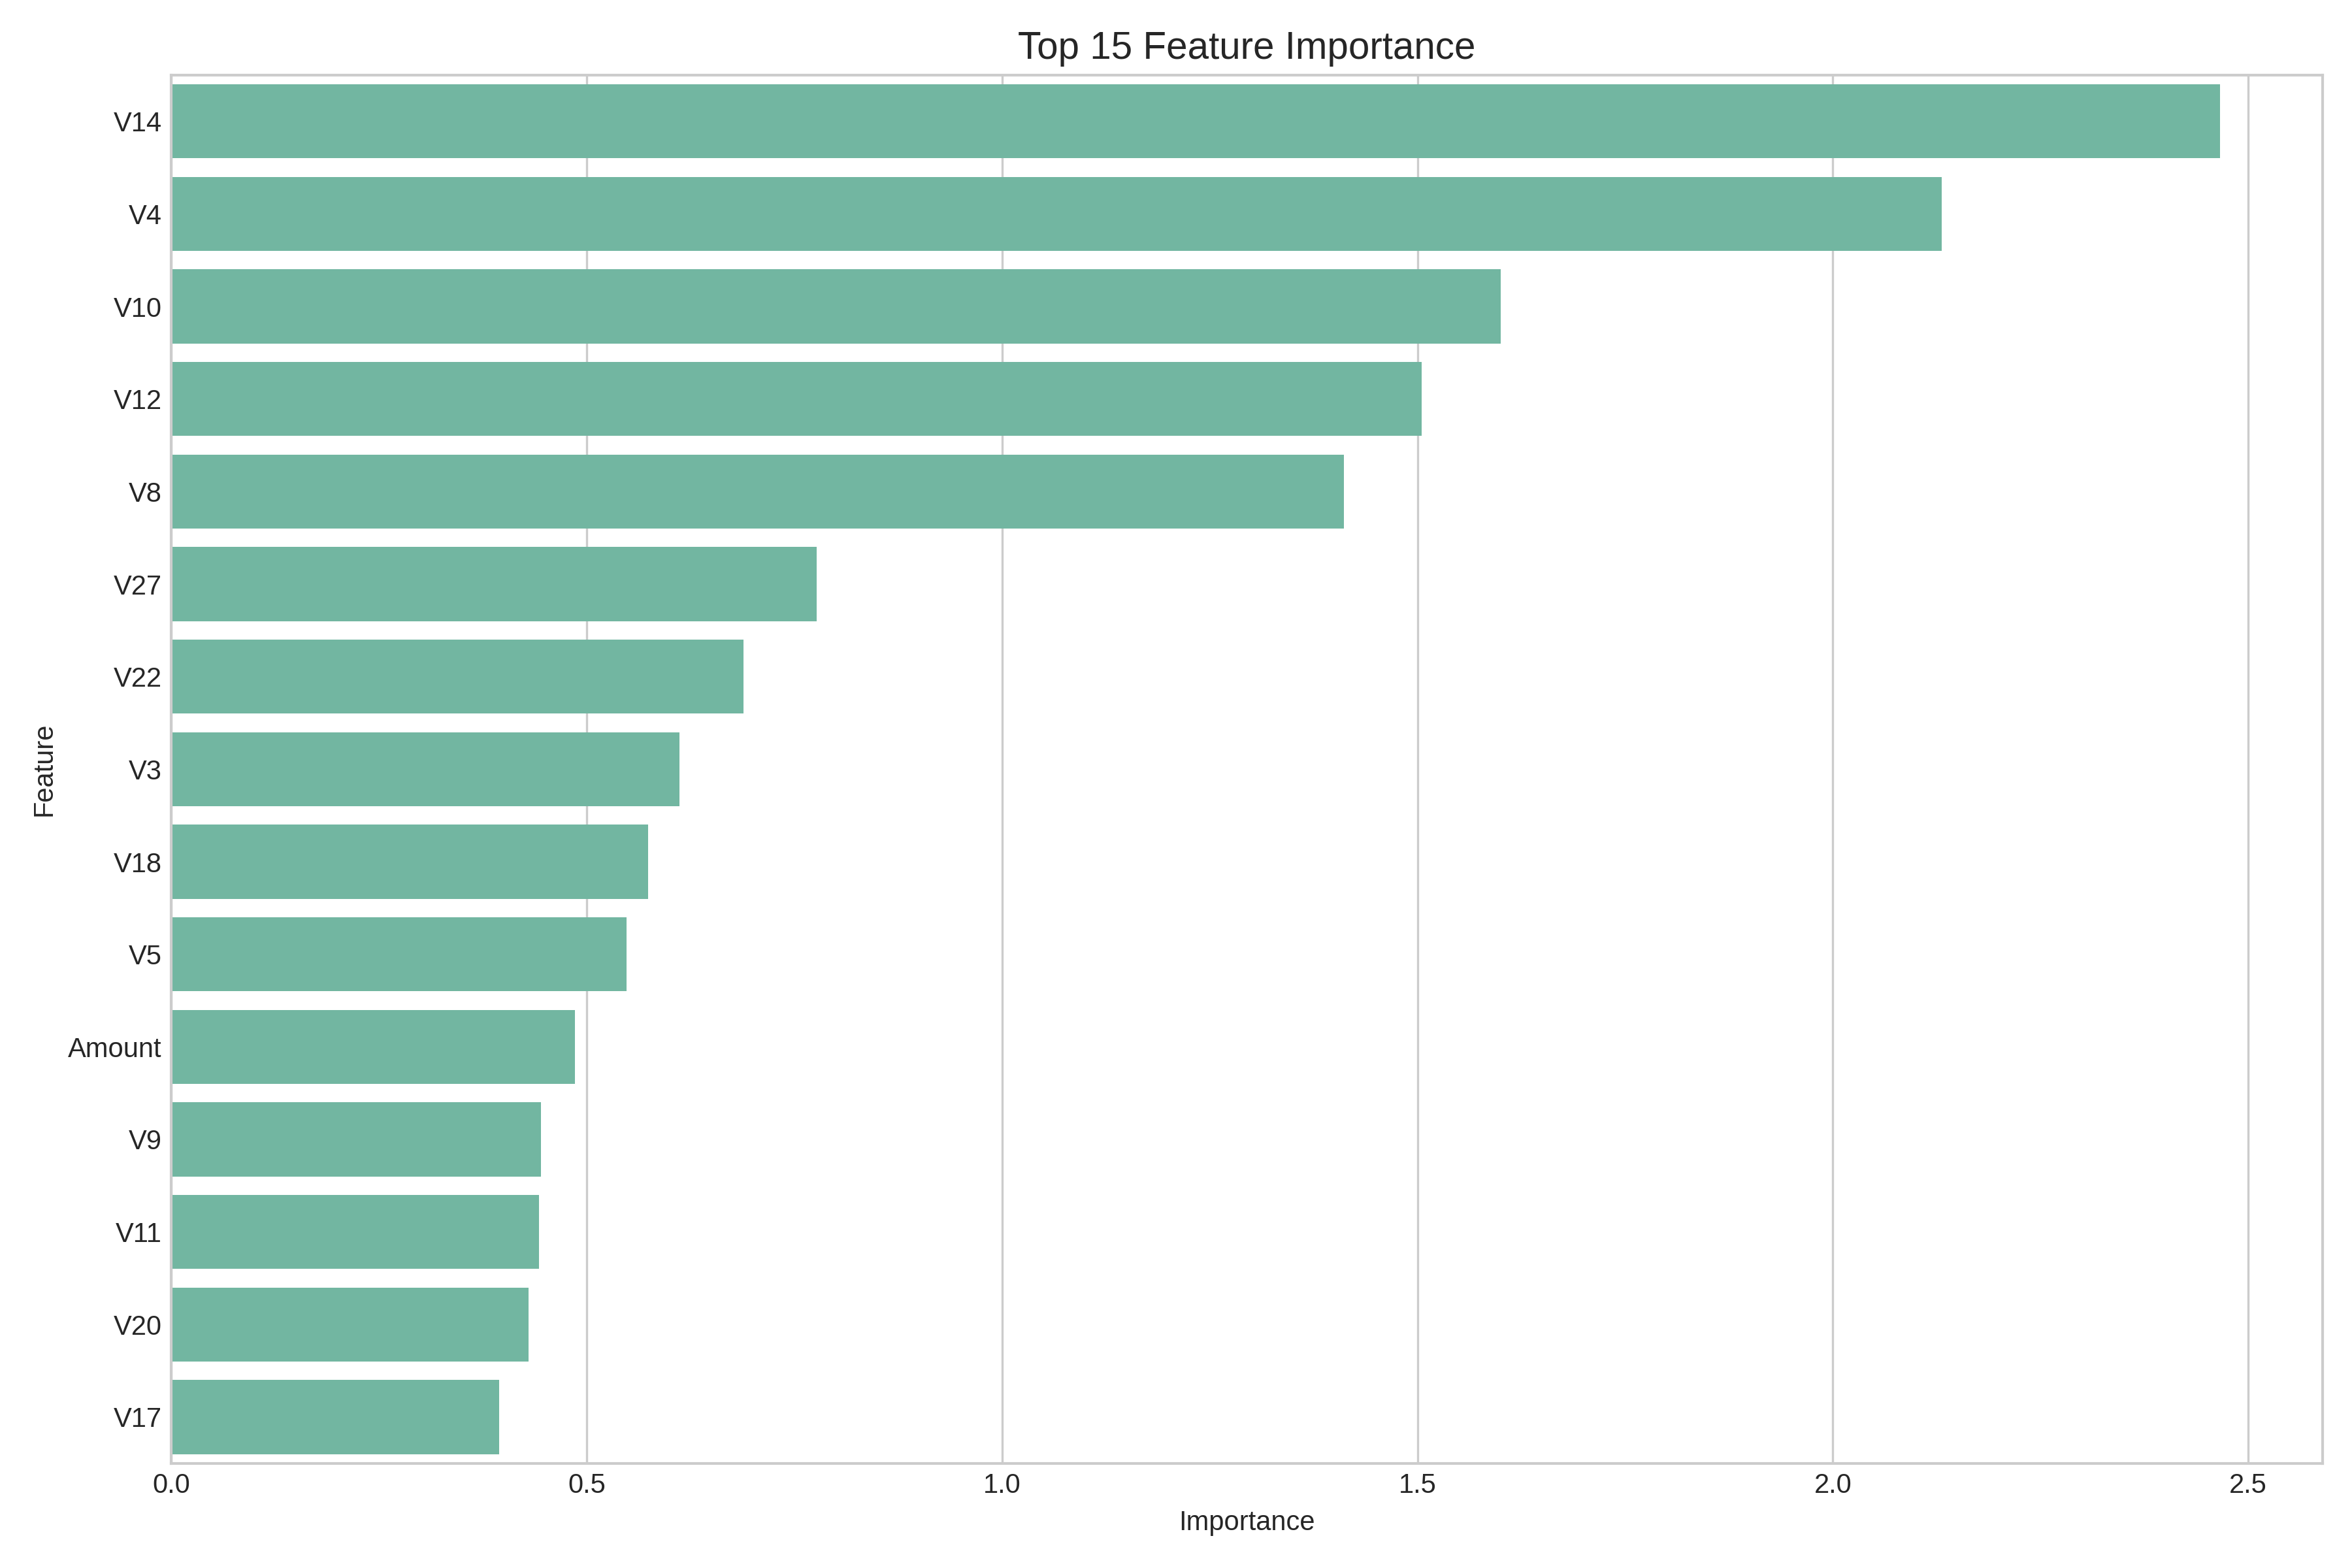 Top 15 Feature Importance
V14
V4
V10
V12
V8
V27
V22
V3
V18
V5
Amount
V9
V11
V20
V17
Feature
0.0 0.5 1.0 1.5 2.0 2.5
Importance